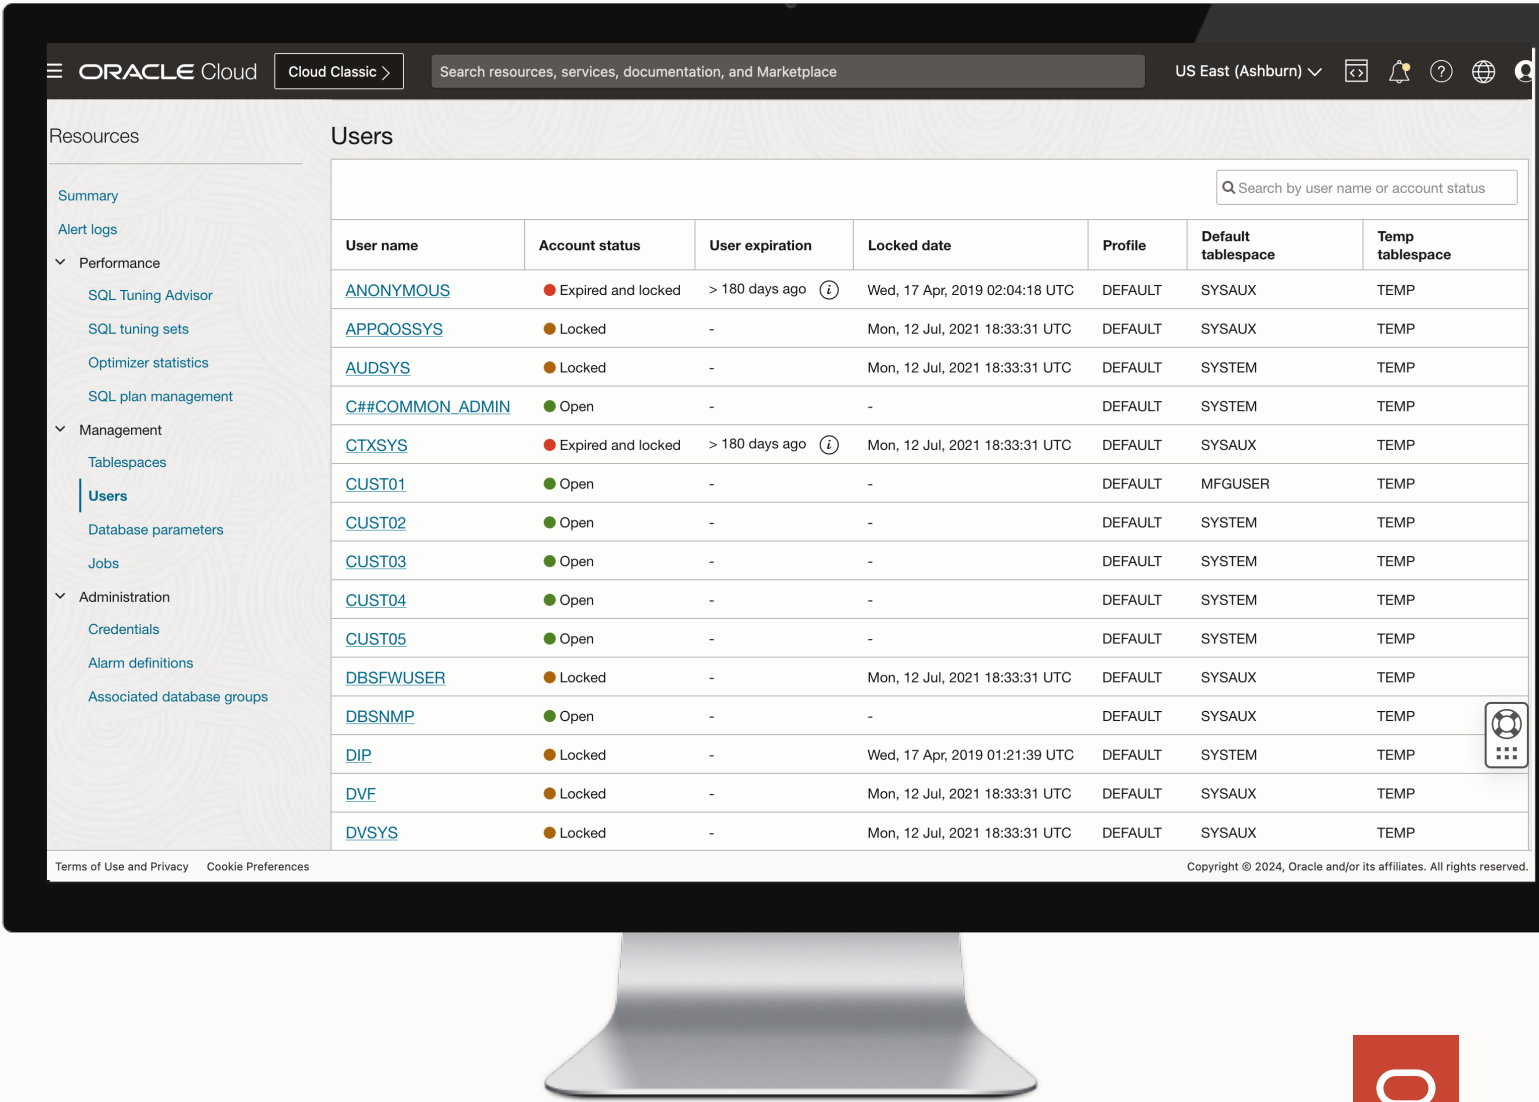 ORACLE Cloud
Cloud Classic >
Search resources, services, documentation, and Marketplace
US East (Ashburn)
Resources
Summary
Alert logs
Performance
SQL Tuning Advisor
SQL tuning sets
Optimizer statistics
SQL plan management
Management
Tablespaces
Users
Database parameters
Jobs
Administration
Credentials
Alarm definitions
Associated database groups
Users
Search by user name or account status
User name Account status User expiration Locked date Profile Default tablespace Temp tablespace
ANONYMOUS Expired and locked > 180 days ago Wed, 17 Apr, 2019 02:04:18 UTC DEFAULT SYSAUX TEMP
APPQOSSYS Locked - Mon, 12 Jul, 2021 18:33:31 UTC DEFAULT SYSAUX TEMP
AUDSYS Locked - Mon, 12 Jul, 2021 18:33:31 UTC DEFAULT SYSTEM TEMP
C##COMMON_ADMIN Open - - DEFAULT SYSTEM TEMP
CTXSYS Expired and locked > 180 days ago Mon, 12 Jul, 2021 18:33:31 UTC DEFAULT SYSAUX TEMP
CUST01 Open - - DEFAULT MFGUSER TEMP
CUST02 Open - - DEFAULT SYSTEM TEMP
CUST03 Open - - DEFAULT SYSTEM TEMP
CUST04 Open - - DEFAULT SYSTEM TEMP
CUST05 Open - - DEFAULT SYSTEM TEMP
DBSFWUSER Locked - Mon, 12 Jul, 2021 18:33:31 UTC DEFAULT SYSAUX TEMP
DBSNMP Open - - DEFAULT SYSAUX TEMP
DIP Locked - Wed, 17 Apr, 2019 01:21:39 UTC DEFAULT SYSTEM TEMP
DVF Locked - Mon, 12 Jul, 2021 18:33:31 UTC DEFAULT SYSAUX TEMP
DVSYS Locked - Mon, 12 Jul, 2021 18:33:31 UTC DEFAULT SYSAUX TEMP
Terms of Use and Privacy Cookie Preferences
Copyright © 2024, Oracle and/or its affiliates. All rights reserved.